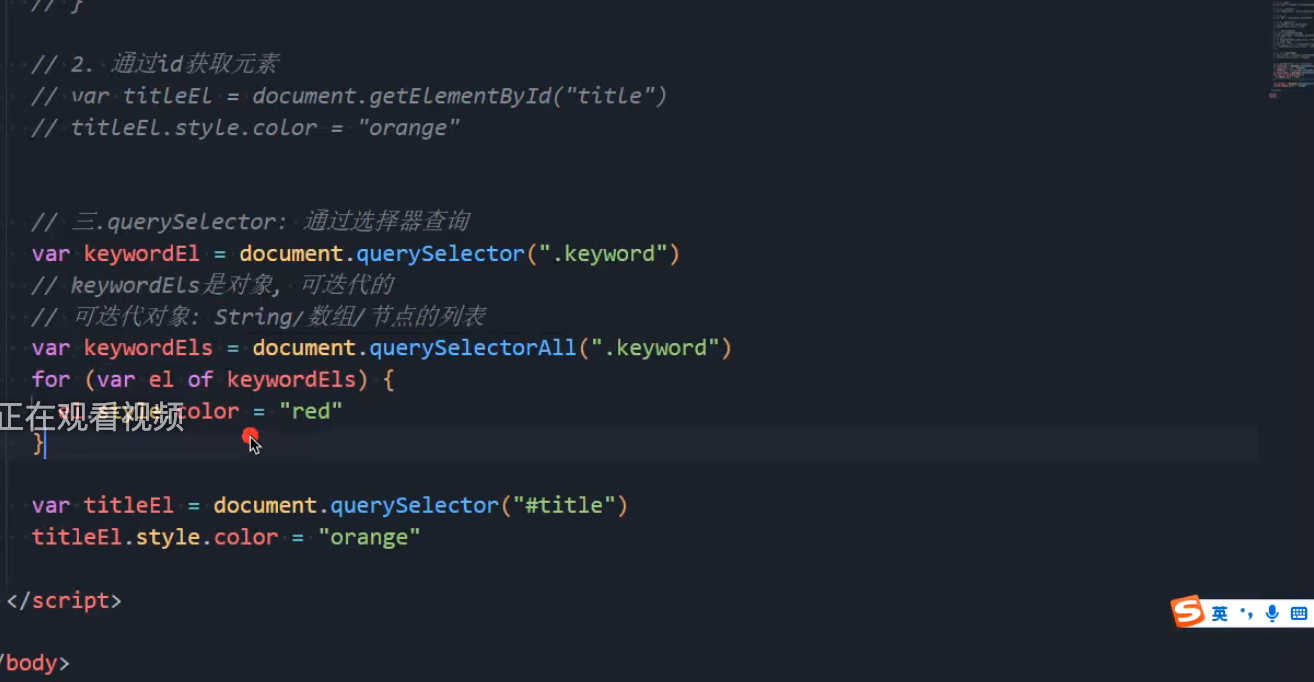 // }
// 2. 通过id获取元素
// var titleEl = document.getElementById("title")
// titleEl.style.color = "orange"
// 三.querySelector: 通过选择器查询
var keywordEl = document.querySelector(".keyword")
// keywordEls是对象, 可迭代的
// 可迭代对象: String/数组/节点的列表
var keywordEls = document.querySelectorAll(".keyword")
for (var el of keywordEls) {
el.style.color = "red"
正在观看视频
}
var titleEl = document.querySelector("#title")
titleEl.style.color = "orange"
</script>
/body>
S 英